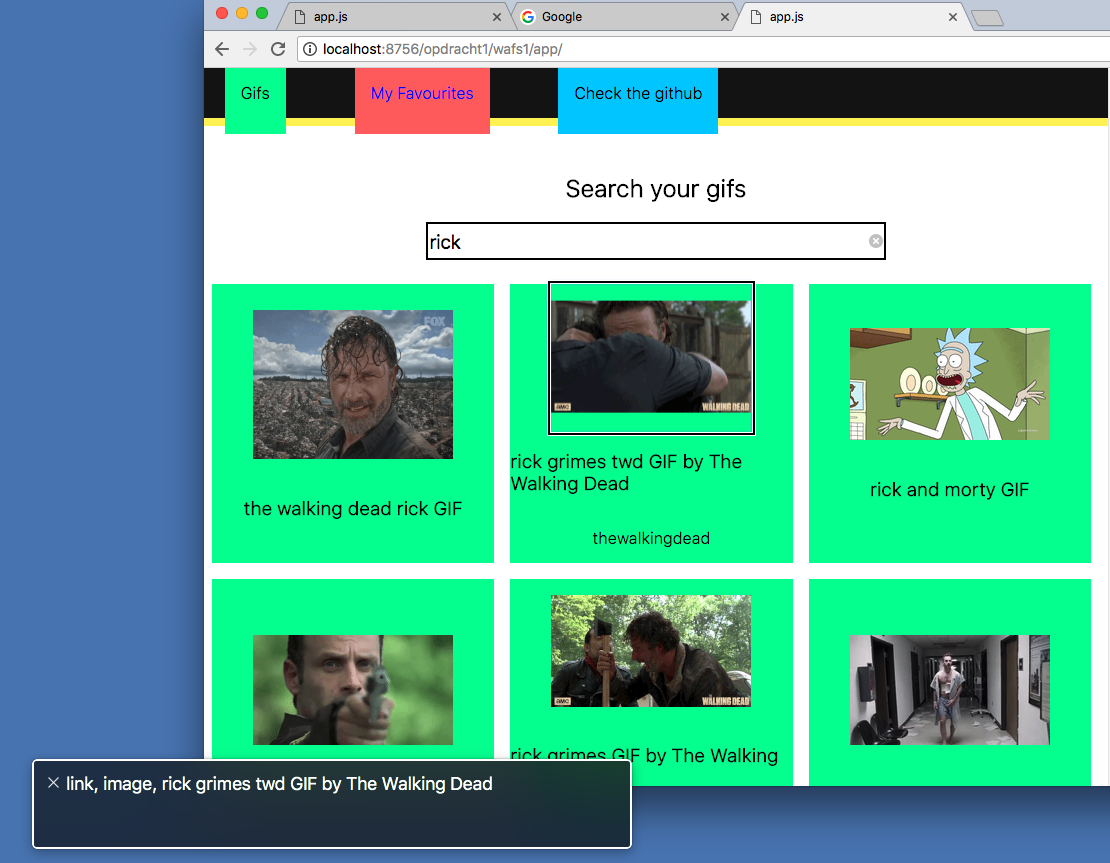 app.js
Google
app.js
localhost:8756/opdracht1/wafs1/app/
Gifs
My Favourites
Check the github
Search your gifs
rick
FOX
the walking dead rick GIF
aMC
WALKING DEAD
rick grimes twd GIF by The
Walking Dead
thewalkingdead
rick and morty GIF
aMC
WALKING DEAD
rick grimes GIF by The Walking
link, image, rick grimes twd GIF by The Walking Dead